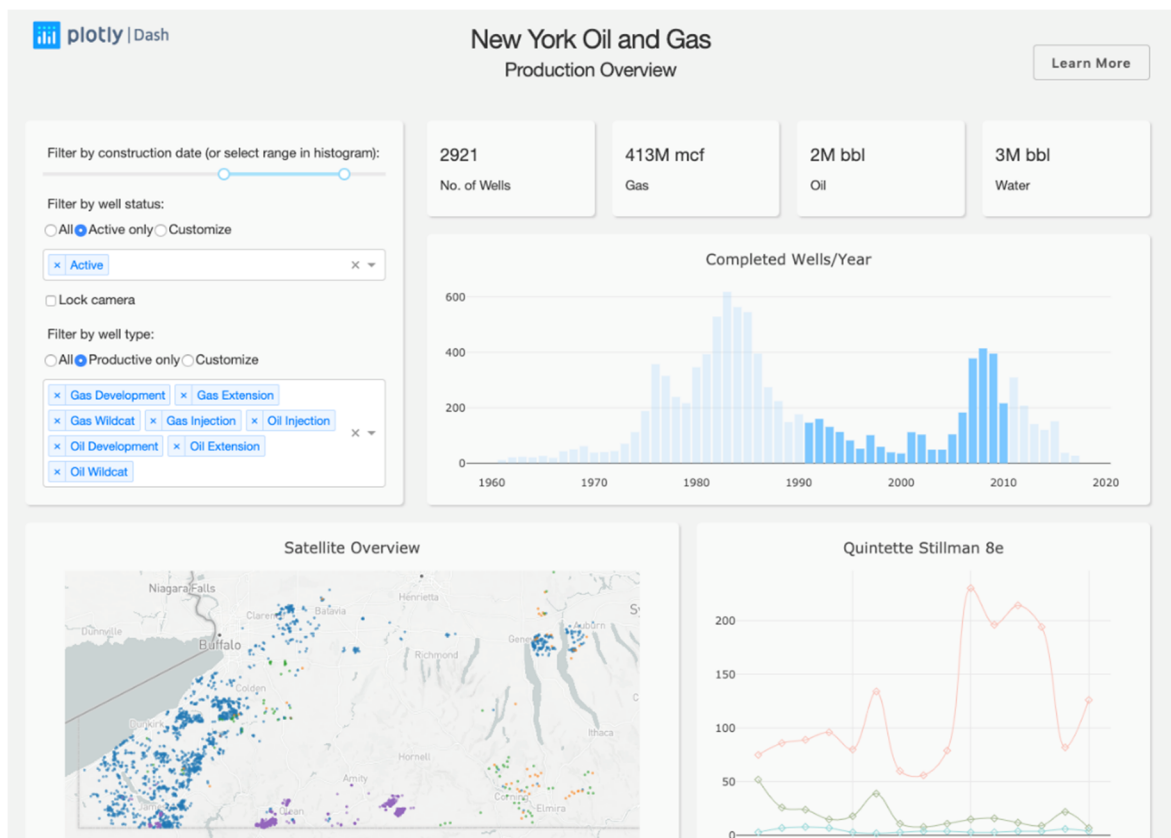 plotly | Dash
New York Oil and Gas
Production Overview
Learn More
Filter by construction date (or select range in histogram):
Filter by well status:
All Active only Customize
× Active × 
Lock camera
Filter by well type:
All Productive only Customize
× Gas Development × Gas Extension
× Gas Wildcat × Gas Injection × Oil Injection
× Oil Development × Oil Extension
× Oil Wildcat
2921
No. of Wells
413M mcf
Gas
2M bbl
Oil
3M bbl
Water
Completed Wells/Year
600
400
200
0
1960 1970 1980 1990 2000 2010 2020
Satellite Overview
Niagara Falls
Henrietta
Batavia
Dunnville
Buffalo
Auburn
Richmond
Colden
Dunkirk
Ithaca
Hornell
Amity
Corning
Elmira
Olean
Quintette Stillman 8e
200
150
100
50
0